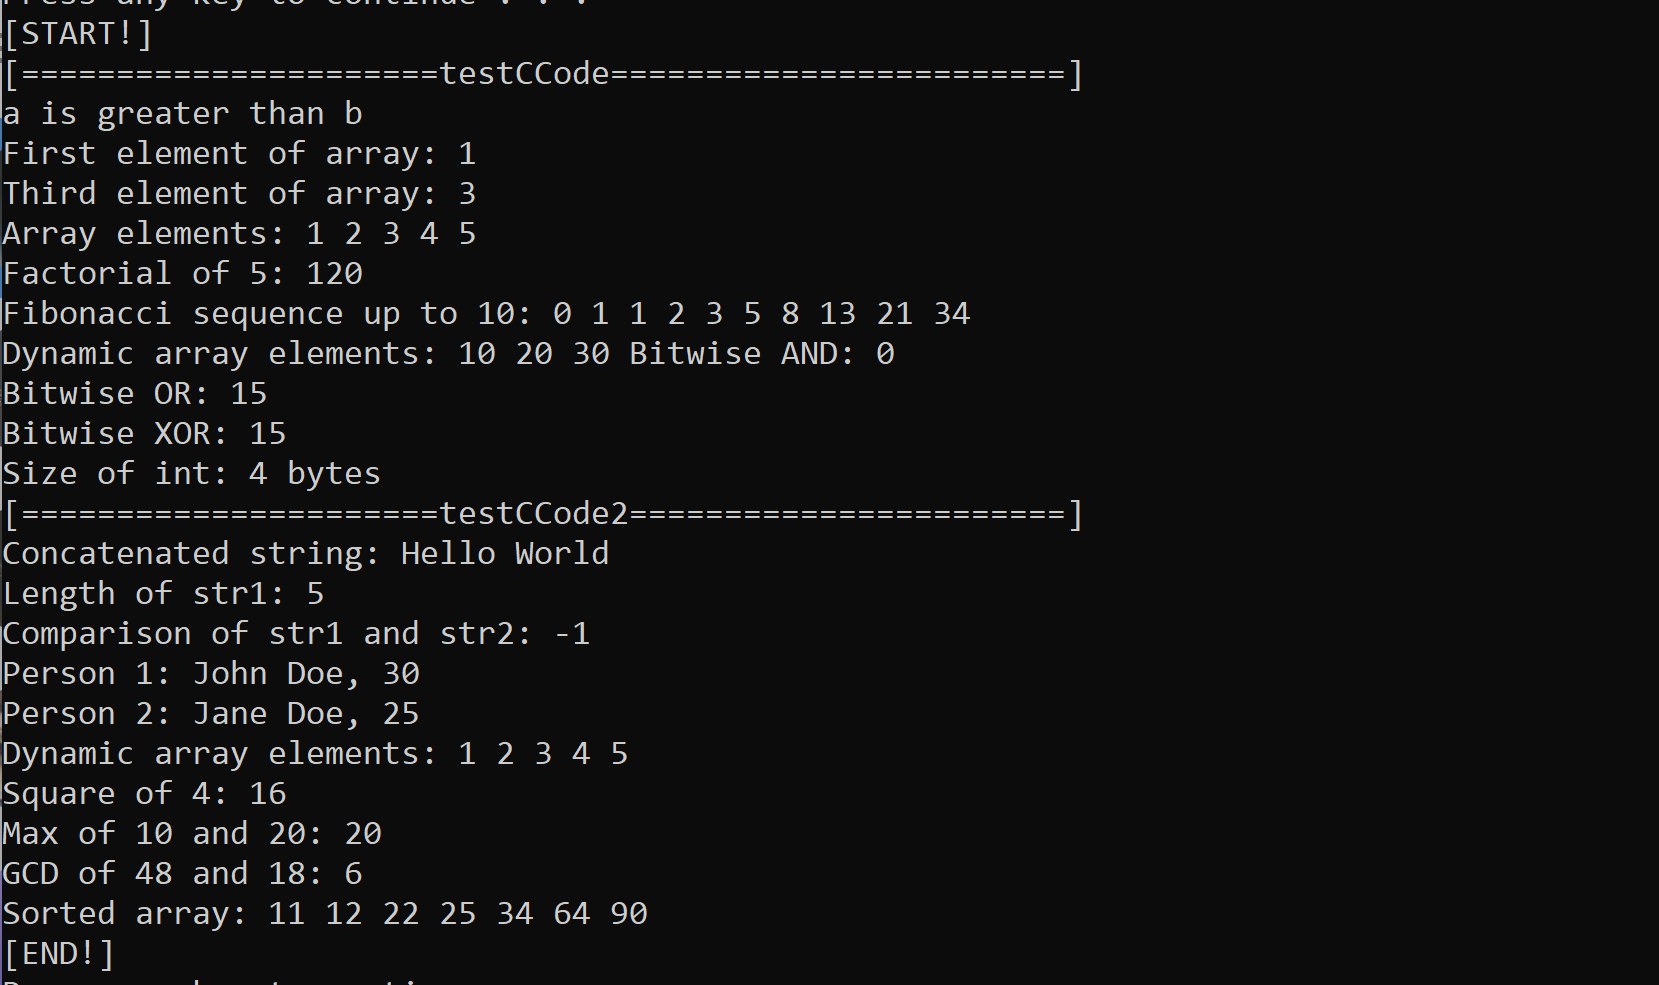 Press any key to continue . . .
[START!]
[======================testCCode========================]
a is greater than b
First element of array: 1
Third element of array: 3
Array elements: 1 2 3 4 5
Factorial of 5: 120
Fibonacci sequence up to 10: 0 1 1 2 3 5 8 13 21 34
Dynamic array elements: 10 20 30 Bitwise AND: 0
Bitwise OR: 15
Bitwise XOR: 15
Size of int: 4 bytes
[======================testCCode2=======================]
Concatenated string: Hello World
Length of str1: 5
Comparison of str1 and str2: -1
Person 1: John Doe, 30
Person 2: Jane Doe, 25
Dynamic array elements: 1 2 3 4 5
Square of 4: 16
Max of 10 and 20: 20
GCD of 48 and 18: 6
Sorted array: 11 12 22 25 34 64 90
[END!]